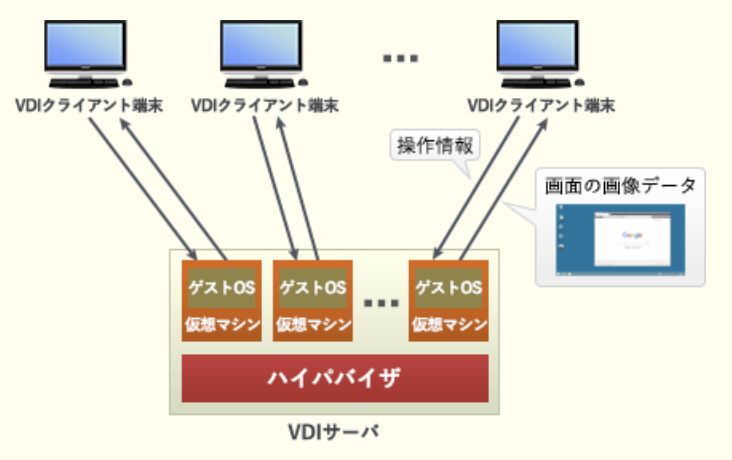 VDIクライアント端末
VDIクライアント端末
VDIクライアント端末
操作情報
画面の画像データ
Google
ゲストOS
ゲストOS
ゲストOS
仮想マシン
仮想マシン
仮想マシン
ハイパバイザ
VDIサーバ